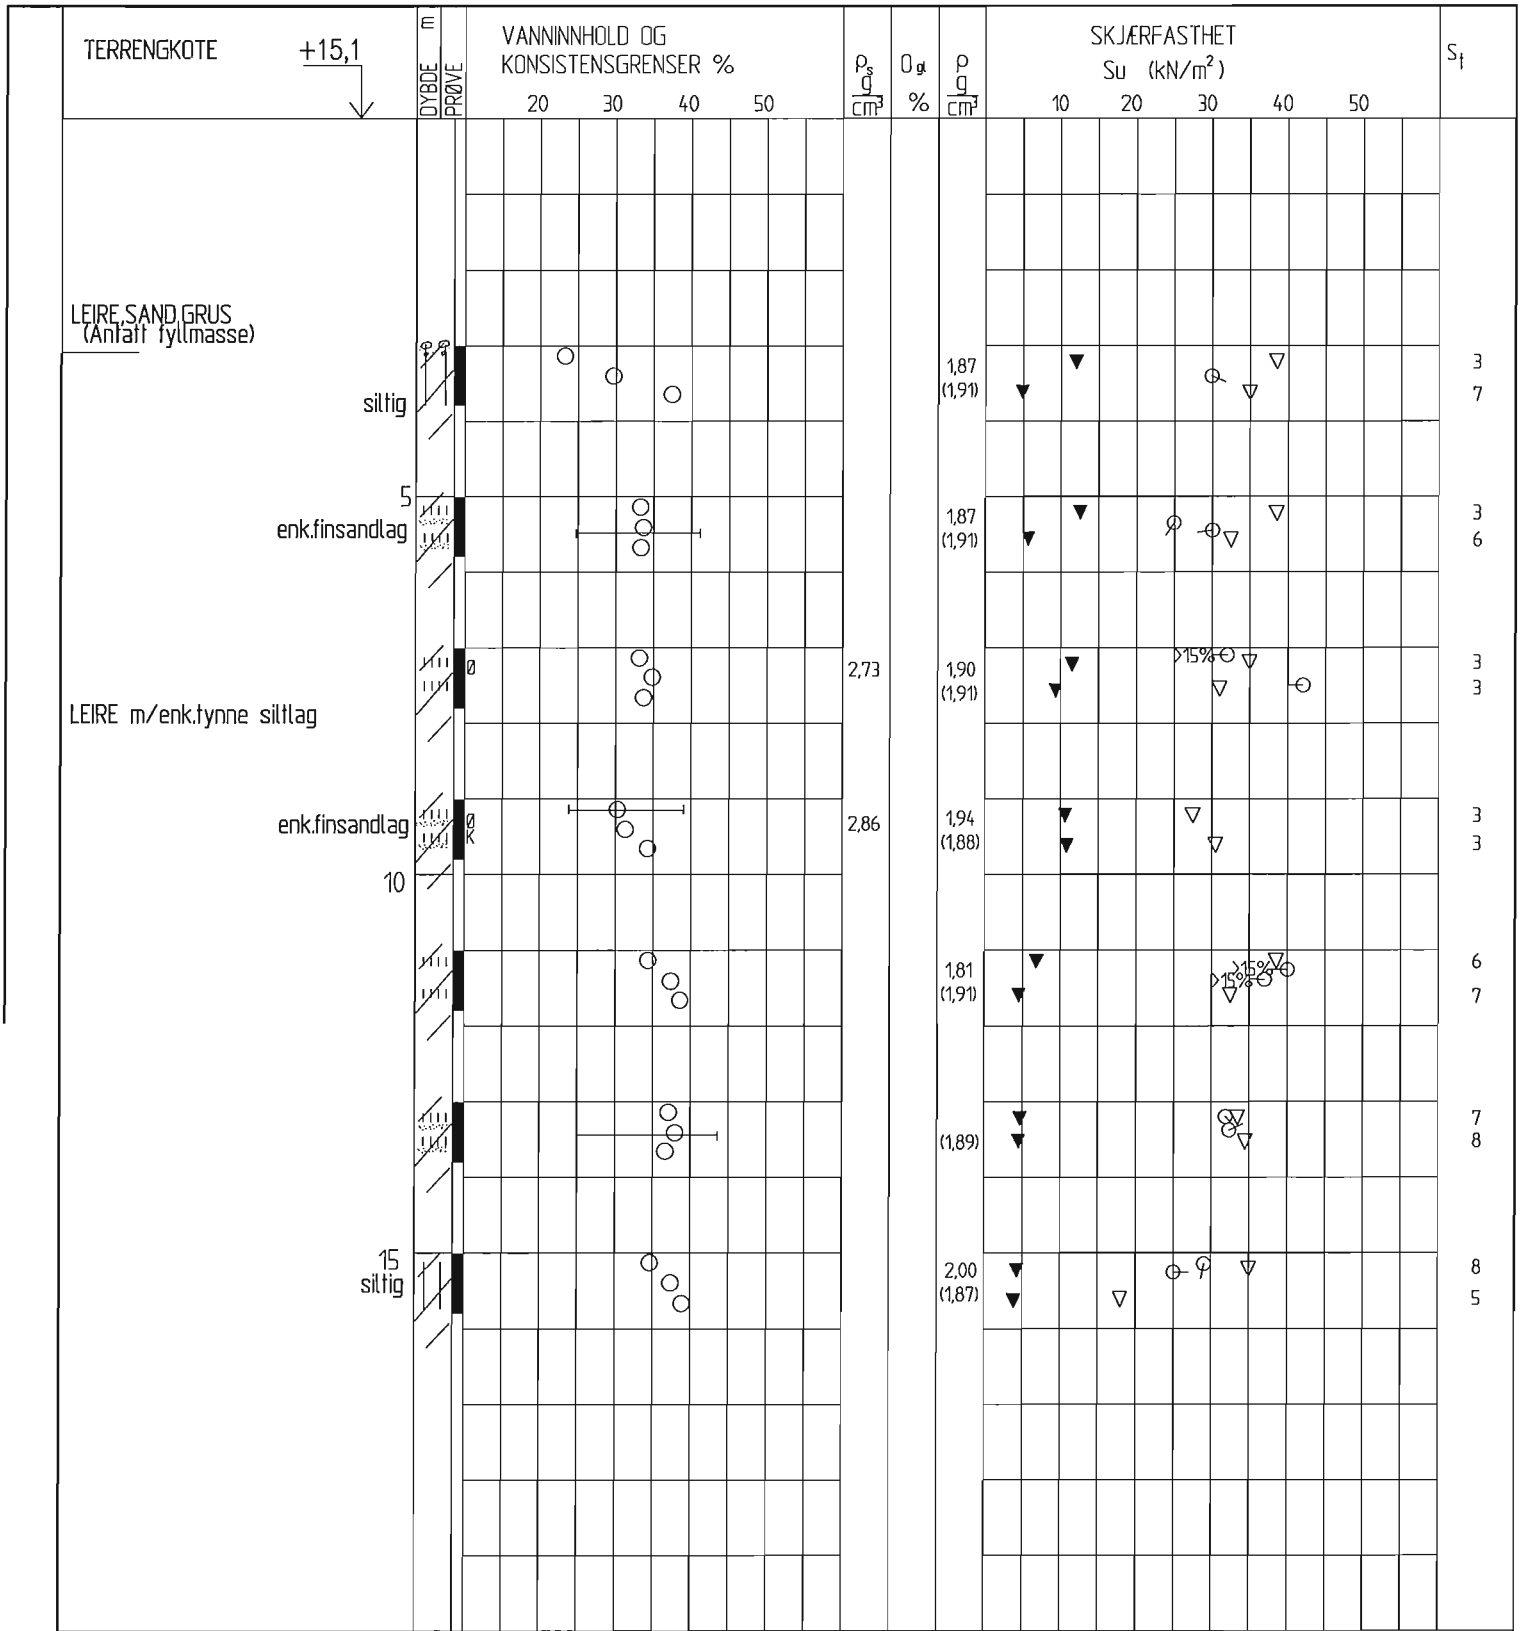 TERRENGKOTE +15,1
DYBDE m
PRØVE
VANNINNHOLD OG
KONSISTENSGRENSER %
20 30 40 50
ρs g/cm³
O gl %
ρ g/cm³
SKJÆRFASTHET
Su (kN/m²)
10 20 30 40 50
St
LEIRE,SAND,GRUS
(Antatt fyllmasse)
1,87 3
siltig (1,91) 7
5
1,87 3
enk.finsandlag (1,91) 6
>15%
Ø 2,73 1,90 3
(1,91) 3
LEIRE m/enk.tynne siltlag
enk.finsandlag Ø 2,86 1,94 3
K (1,88) 3
10
1,81 >15% 6
>15%
(1,91) 7
7
(1,89) 8
15
2,00 8
siltig (1,87) 5